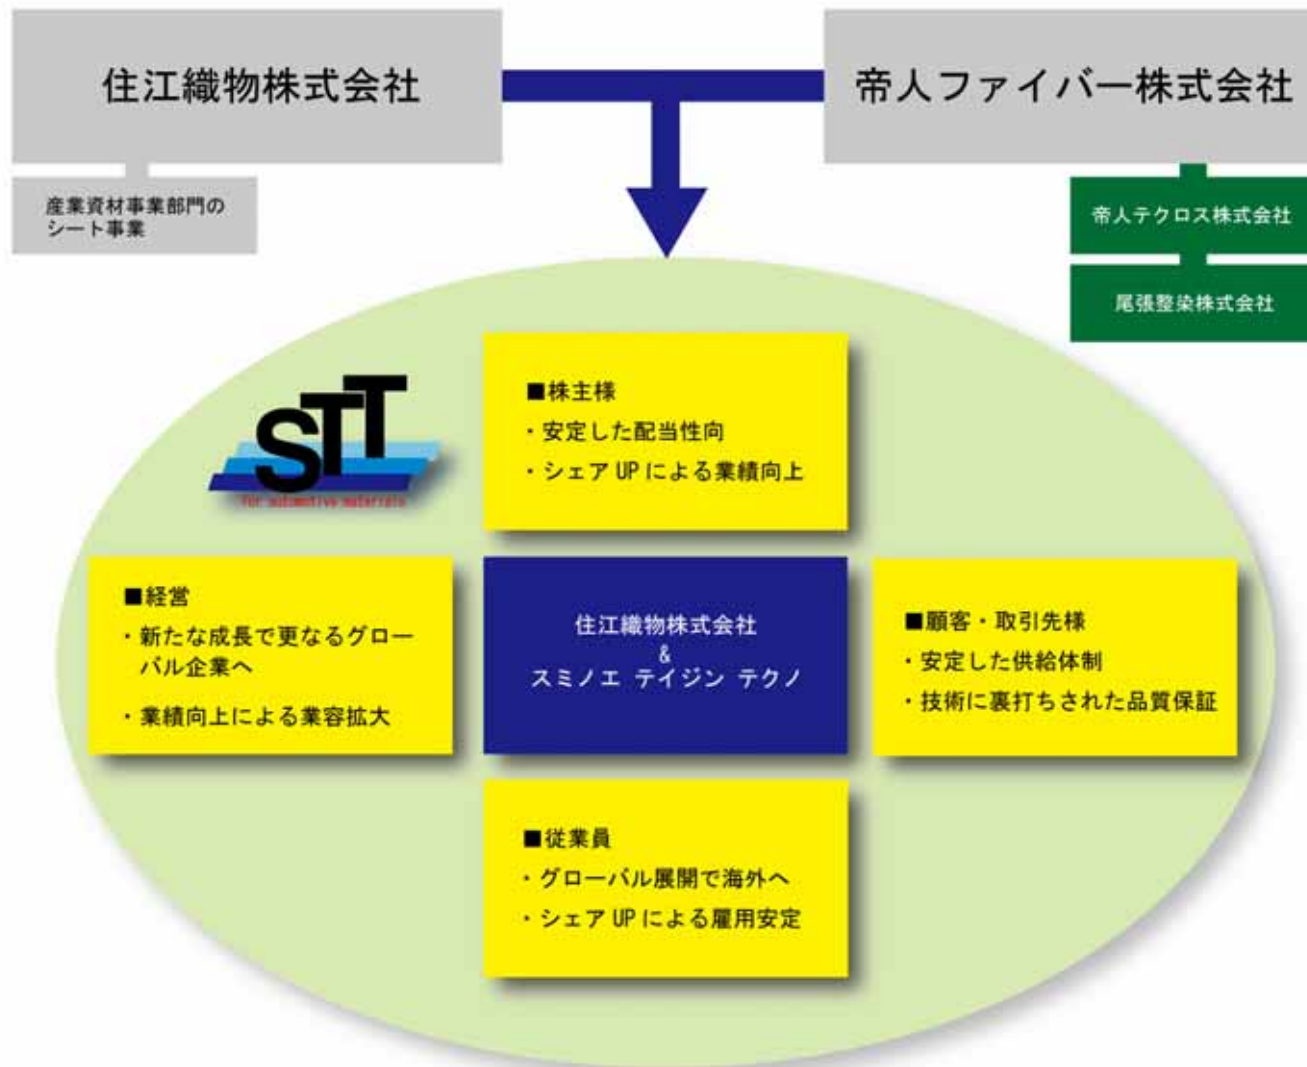 住江織物株式会社
帝人ファイバー株式会社
産業資材事業部門の
シート事業
帝人テクロス株式会社
尾張整染株式会社
STT
for automotive materials
■株主様
・安定した配当性向
・シェア UP による業績向上
■経営
・新たな成長で更なるグロー
バル企業へ
・業績向上による業容拡大
住江織物株式会社
&
スミノエ テイジン テクノ
■顧客・取引先様
・安定した供給体制
・技術に裏打ちされた品質保証
■従業員
・グローバル展開で海外へ
・シェア UP による雇用安定